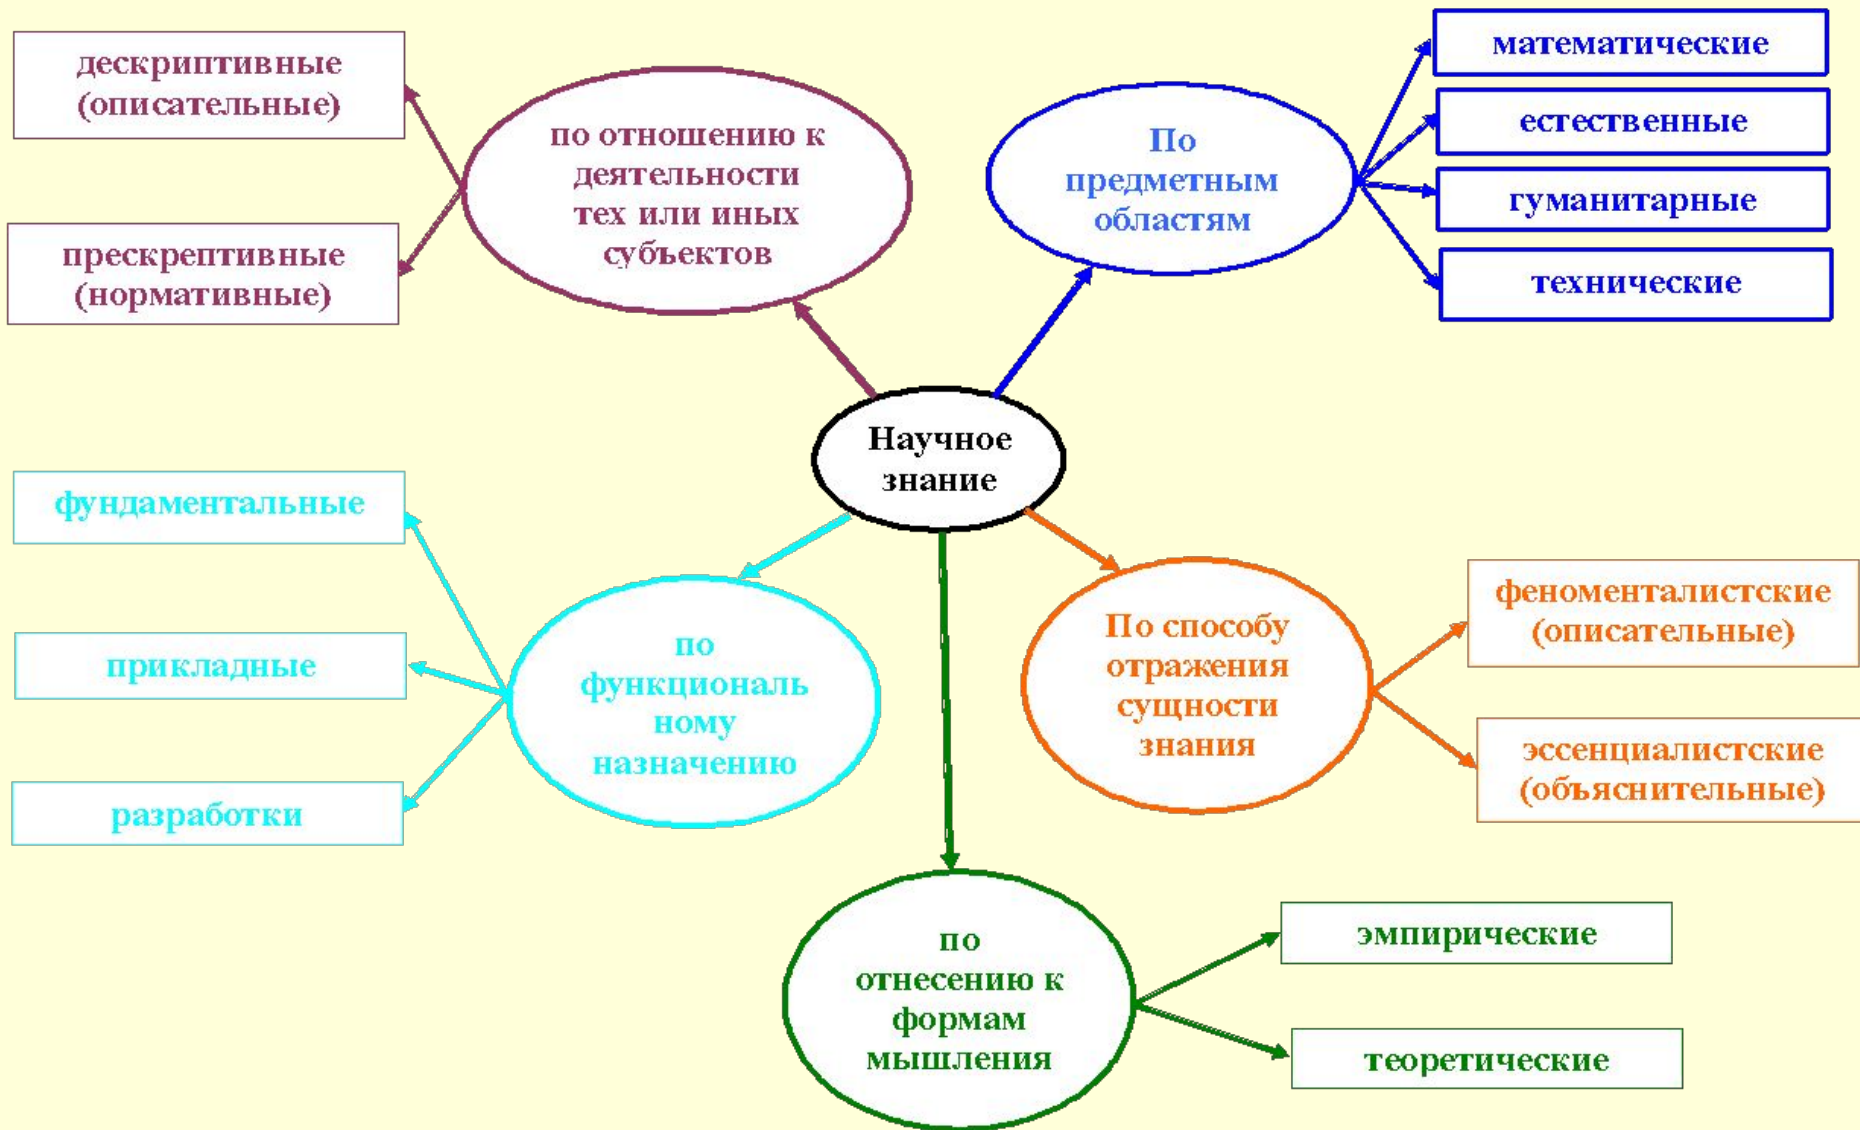 дескриптивные
(описательные)
прескрептивные
(нормативные)
по отношению к
деятельности
тех или иных
субъектов
По
предметным
областям
математические
естественные
гуманитарные
технические
Научное
знание
фундаментальные
прикладные
разработки
по
функциональ
ному
назначению
По способу
отражения
сущности
знания
феноменталистские
(описательные)
эссенциалистские
(объяснительные)
по
отнесению к
формам
мышления
эмпирические
теоретические